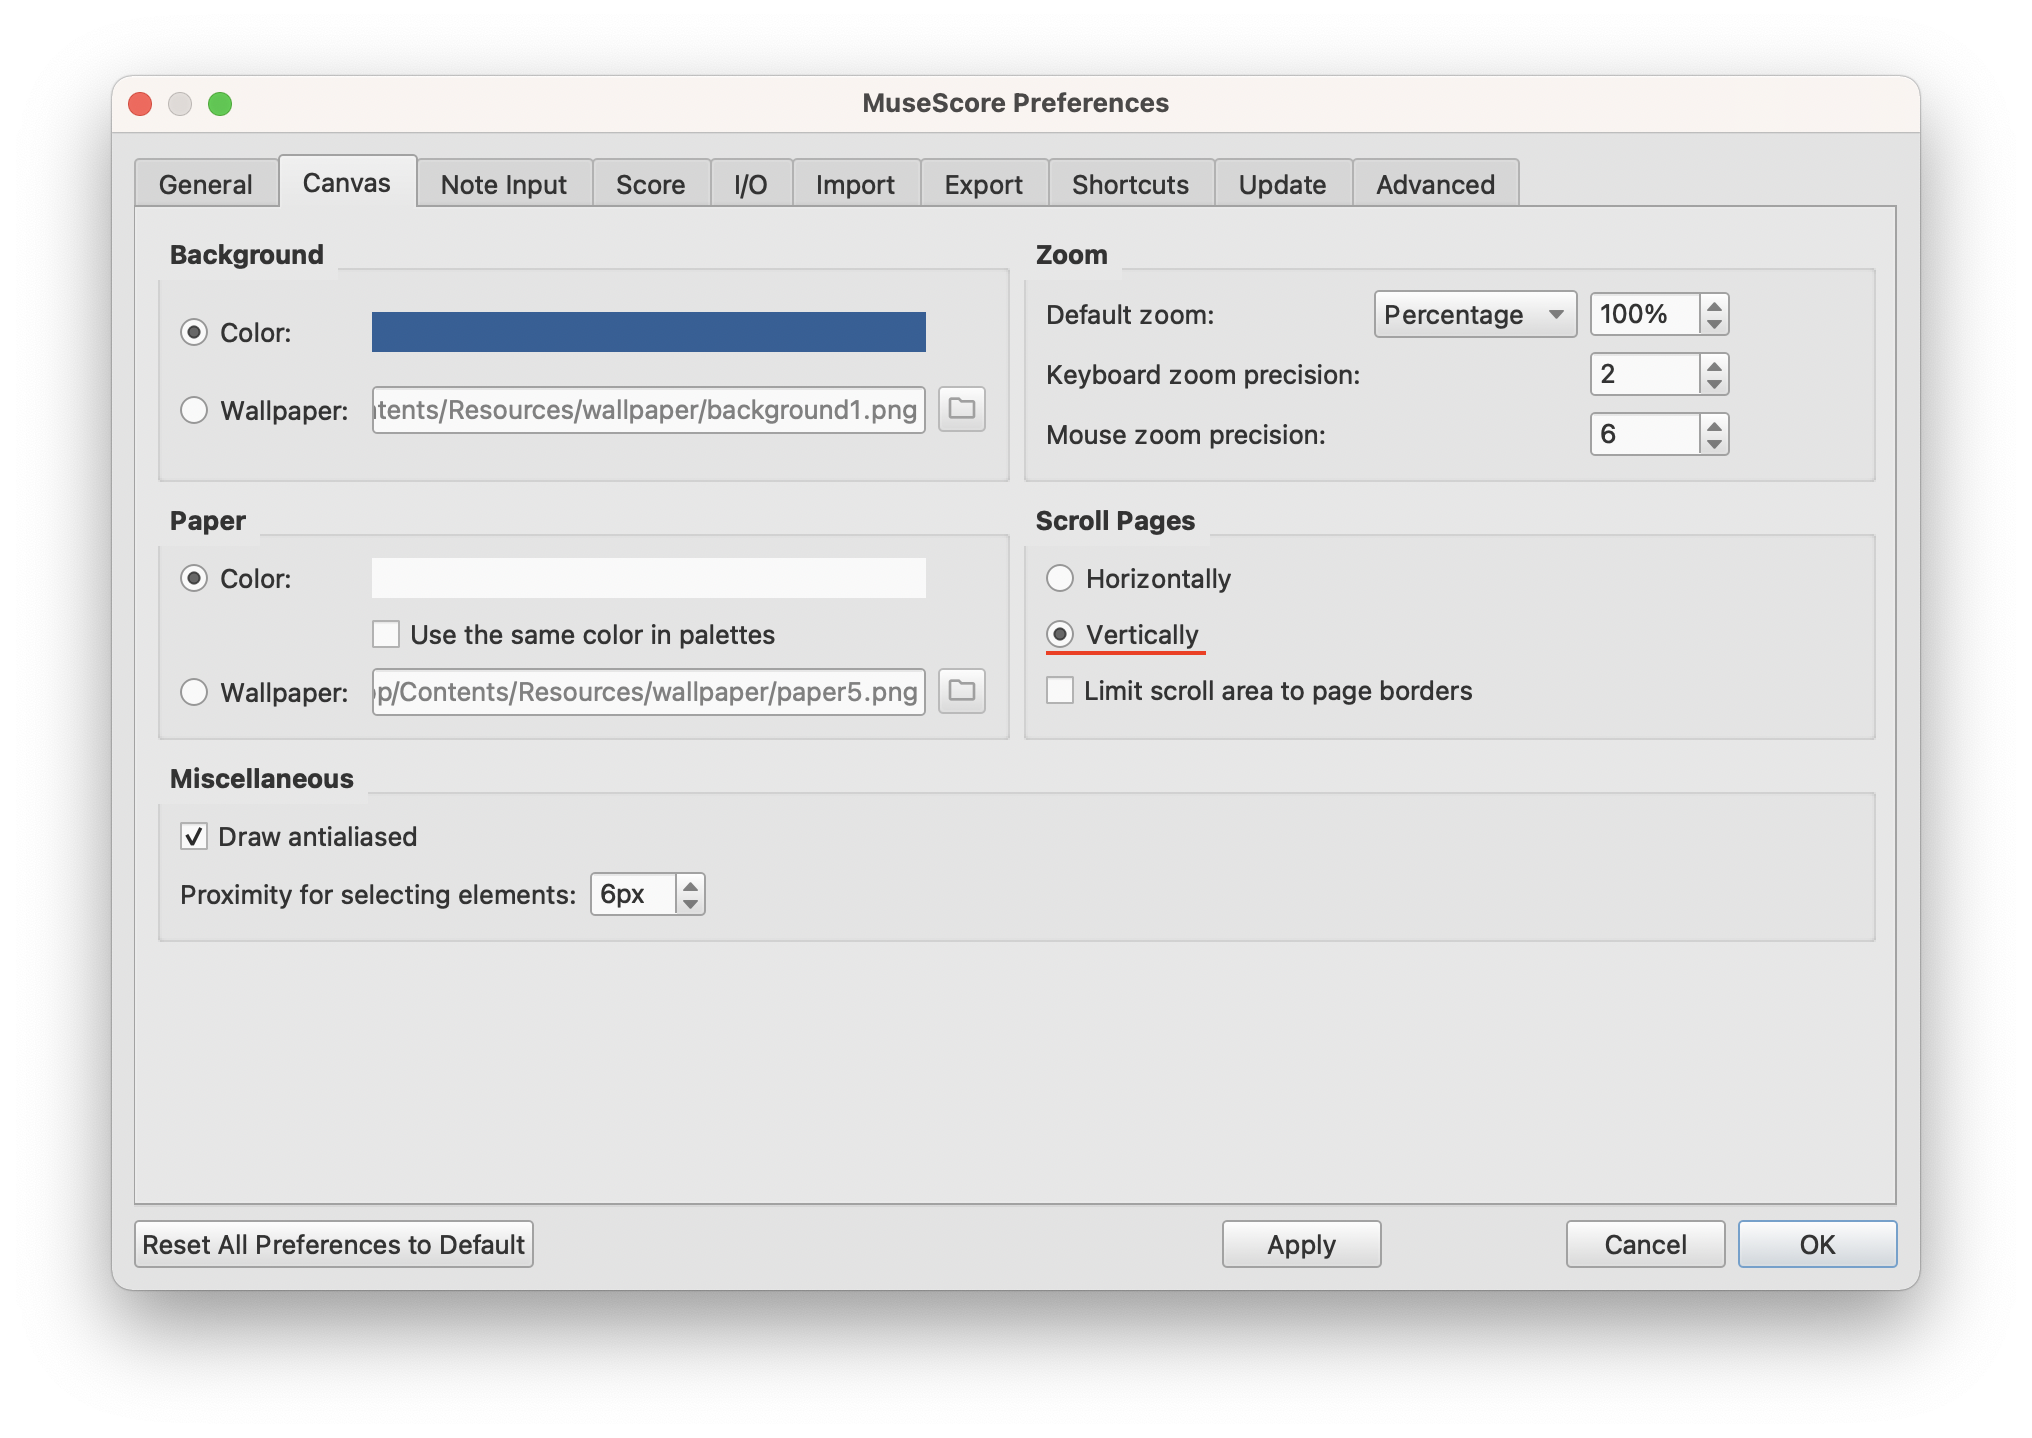 MuseScore Preferences
General Canvas Note Input Score I/O Import Export Shortcuts Update Advanced
Background
Color:
Wallpaper: tents/Resources/wallpaper/background1.png
Zoom
Default zoom: Percentage 100%
Keyboard zoom precision: 2
Mouse zoom precision: 6
Paper
Color:
Use the same color in palettes
Wallpaper: p/Contents/Resources/wallpaper/paper5.png
Scroll Pages
Horizontally
Vertically
Limit scroll area to page borders
Miscellaneous
Draw antialiased
Proximity for selecting elements: 6px
Reset All Preferences to Default Apply Cancel OK